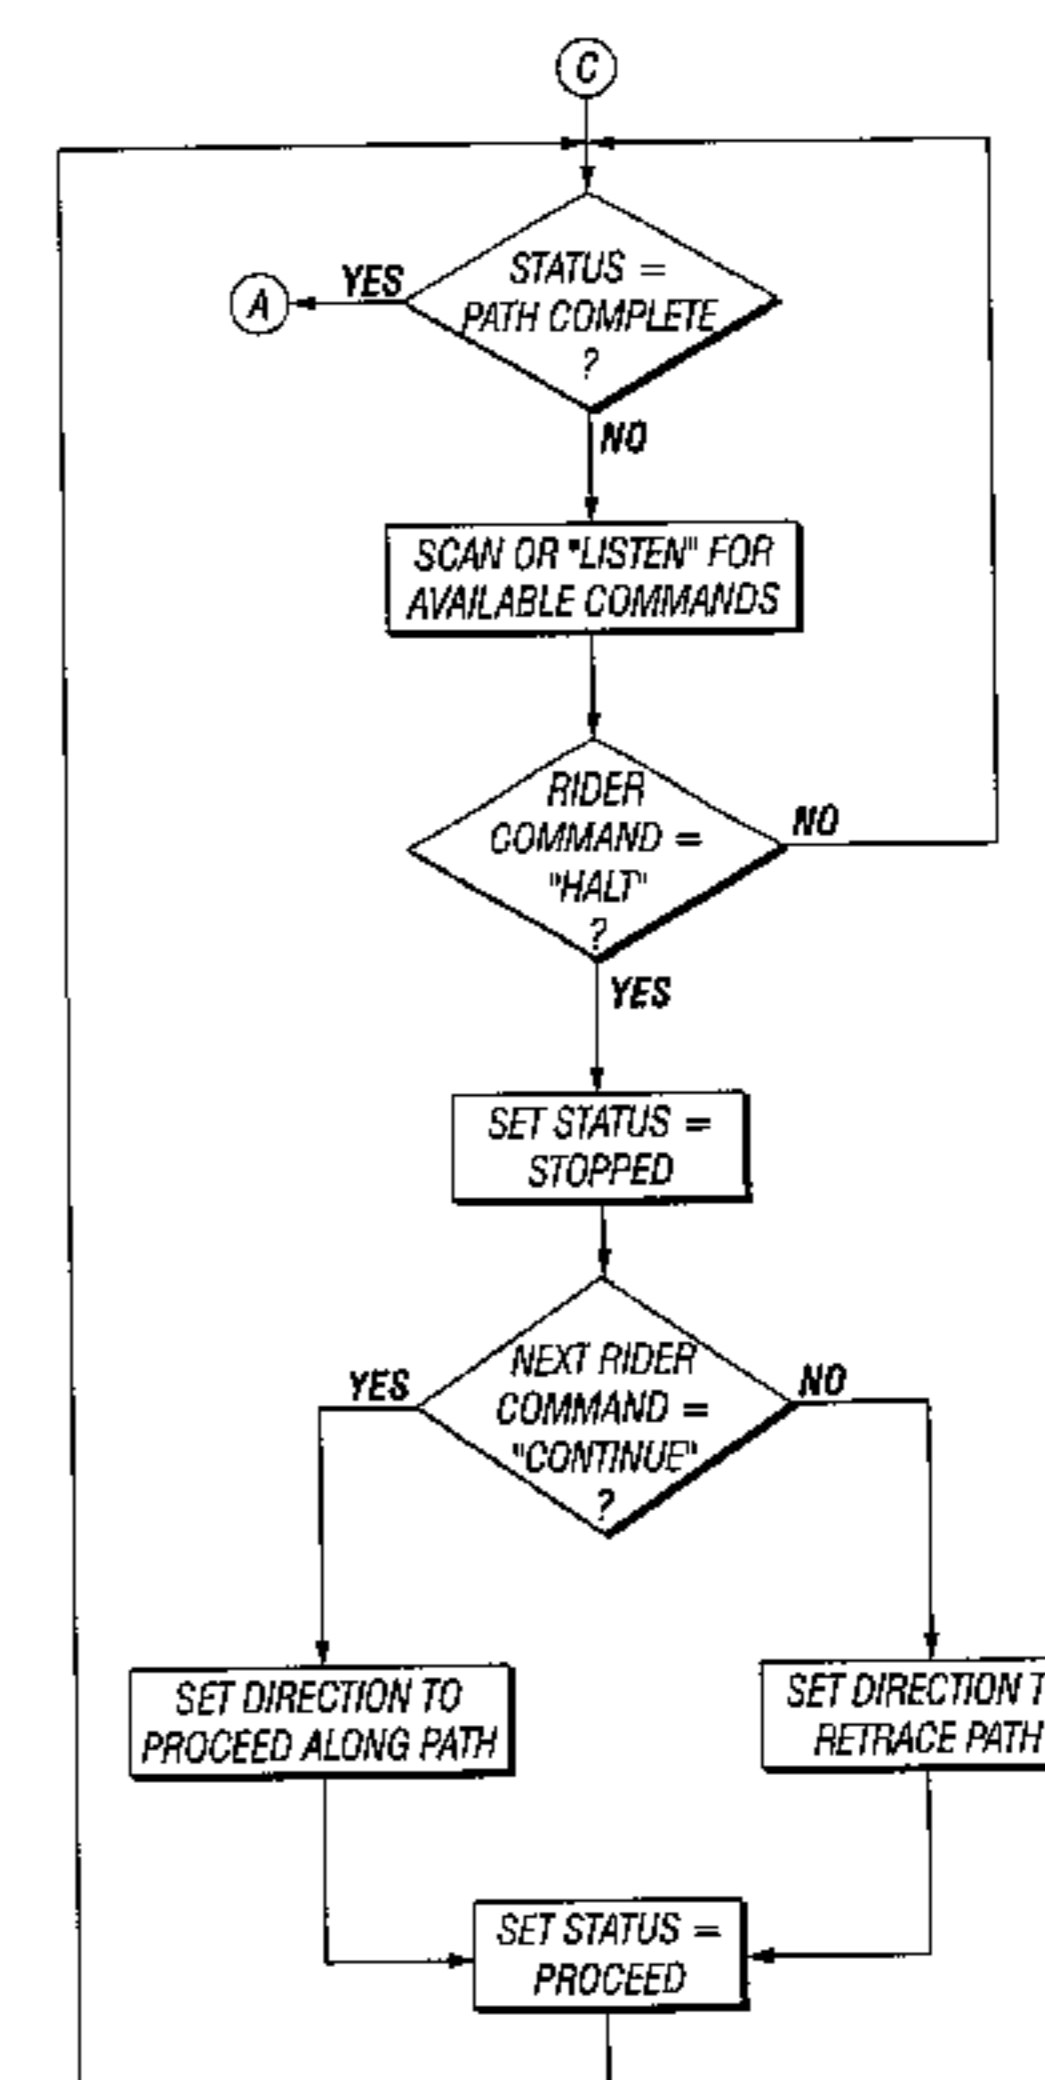 C
STATUS =
PATH COMPLETE
?
YES
A
NO
SCAN OR "LISTEN" FOR
AVAILABLE COMMANDS
RIDER
COMMAND =
"HALT"
?
NO
YES
SET STATUS =
STOPPED
NEXT RIDER
COMMAND =
"CONTINUE"
?
YES
NO
SET DIRECTION TO
PROCEED ALONG PATH
SET DIRECTION
RETRACE PATH
SET STATUS =
PROCEED